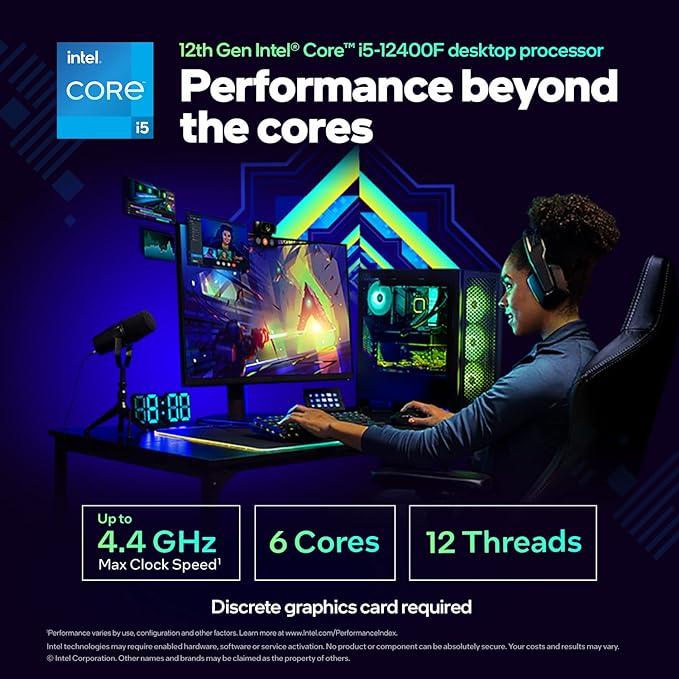 intel.
CORE™
i5
12th Gen Intel® Core™ i5-12400F desktop processor
Performance beyond
the cores
8:00
Up to
4.4 GHz
Max Clock Speed¹
6 Cores
12 Threads
Discrete graphics card required
¹Performance varies by use, configuration and other factors. Learn more at www.Intel.com/PerformanceIndex.
Intel technologies may require enabled hardware, software or service activation. No product or component can be absolutely secure. Your costs and results may vary.
© Intel Corporation. Other names and brands may be claimed as the property of others.